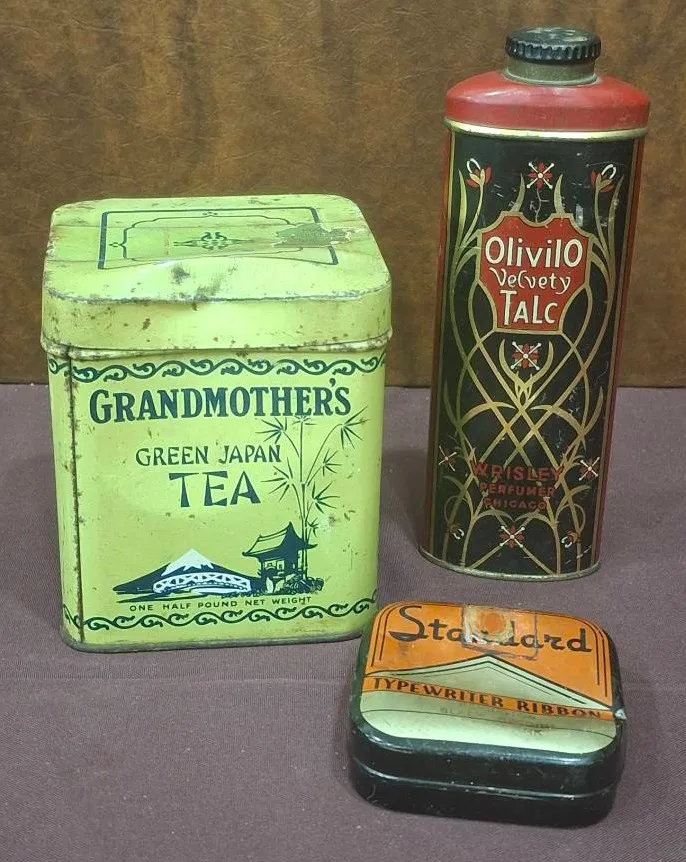 GRANDMOTHER'S
GREEN JAPAN
TEA
ONE HALF POUND NET WEIGHT
OlivilO
Velvety
TALC
WRISLEY
PERFUMER
CHICAGO
Standard
TYPEWRITER RIBBON